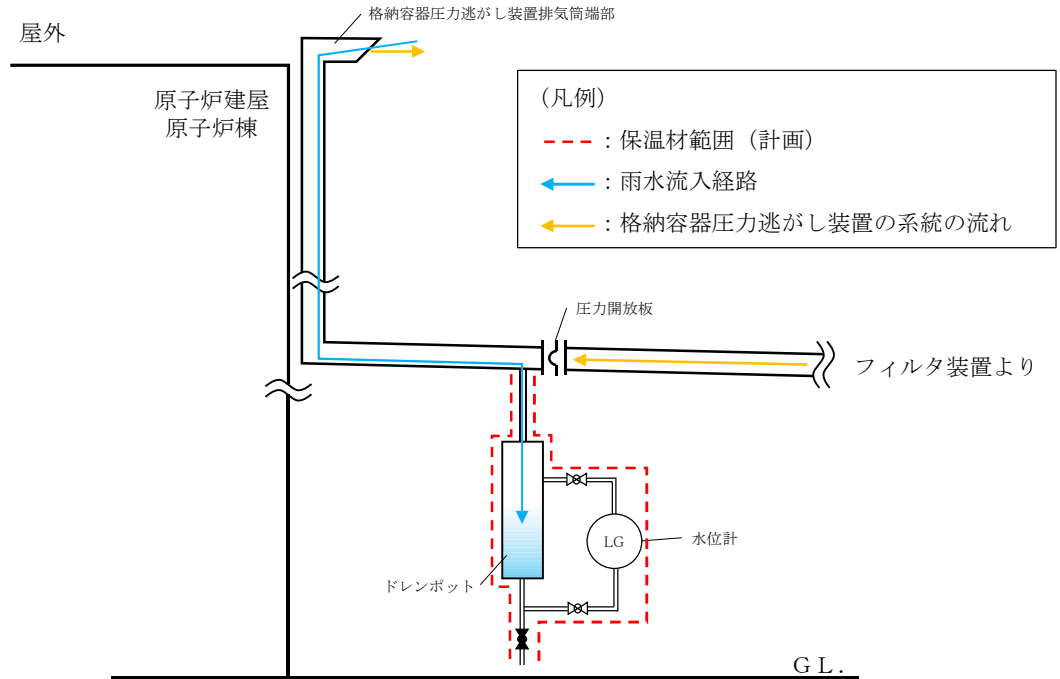 格納容器圧力逃がし装置排気筒端部
屋外
原子炉建屋
原子炉棟
（凡例）
：保温材範囲（計画）
：雨水流入経路
：格納容器圧力逃がし装置の系統の流れ
圧力開放板
フィルタ装置より
LG
水位計
ドレンポット
ＧＬ.